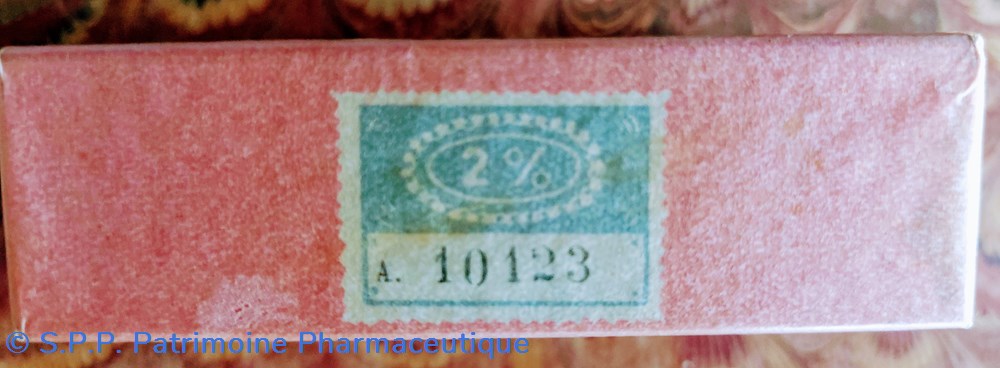 2%
A. 10123
© S.P.P. Patrimoine Pharmaceutique